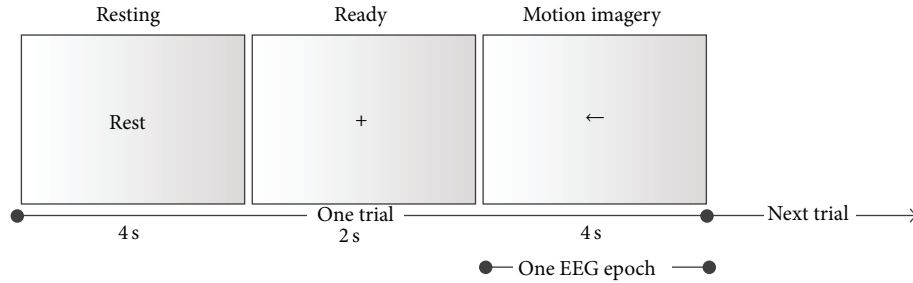 Resting Ready Motion imagery
Rest + ←
One trial Next trial
4 s 2 s 4 s
One EEG epoch